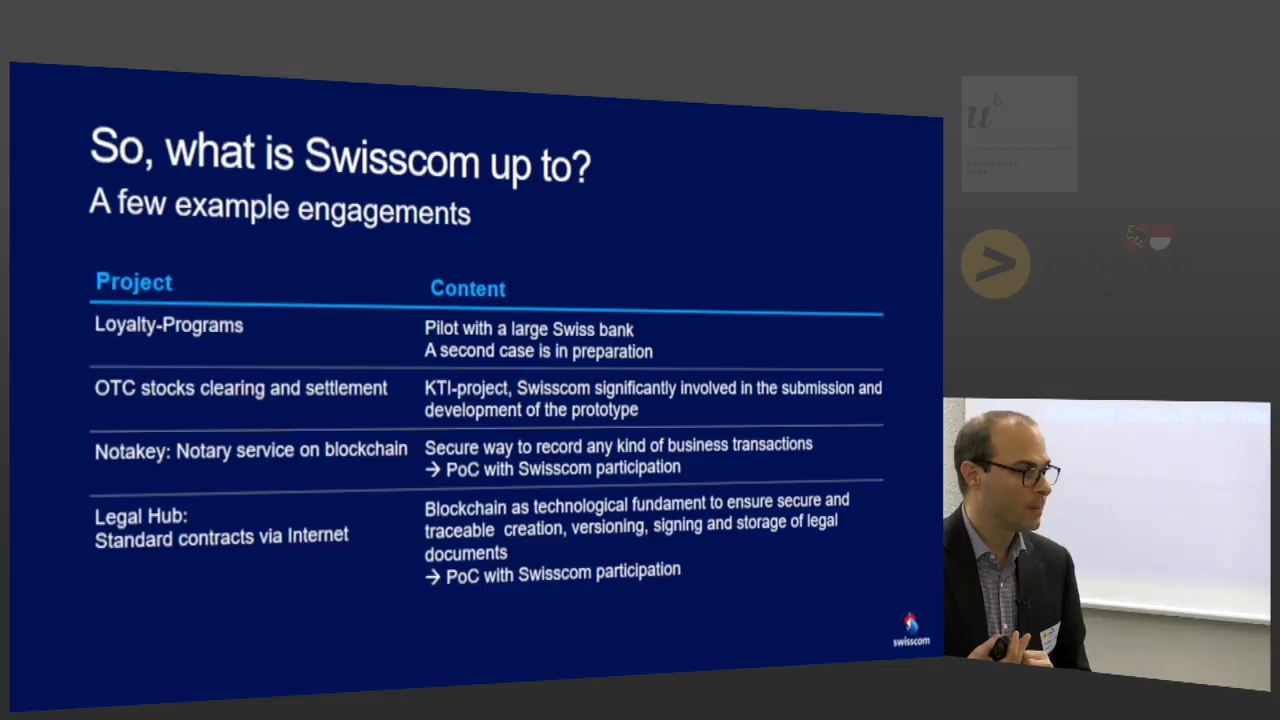 So, what is Swisscom up to?
A few example engagements
Project
Content
Loyalty-Programs
Pilot with a large Swiss bank
A second case is in preparation
OTC stocks clearing and settlement
KTI-project, Swisscom significantly involved in the submission and
development of the prototype
Notakey: Notary service on blockchain
Secure way to record any kind of business transactions
→ PoC with Swisscom participation
Legal Hub:
Standard contracts via Internet
Blockchain as technological fundament to ensure secure and
traceable creation, versioning, signing and storage of legal
documents
→ PoC with Swisscom participation
swisscom
u b